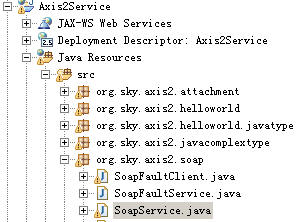 Axis2Service
JAX-WS Web Services
Deployment Descriptor: Axis2Service
Java Resources
src
org.sky.axis2.attachment
org.sky.axis2.helloworld
org.sky.axis2.helloworld.javatype
org.sky.axis2.javacomplextype
org.sky.axis2.soap
SoapFaultClient.java
SoapFaultService.java
SoapService.java